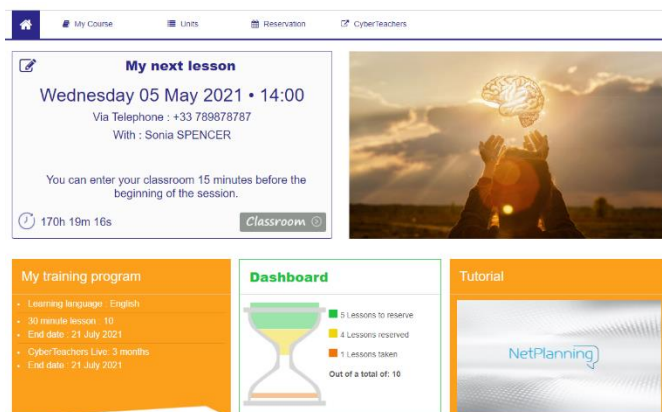 My Course
Units
Reservation
CyberTeachers
My next lesson
Wednesday 05 May 2021 • 14:00
Via Telephone : +33 789878787
With : Sonia SPENCER
You can enter your classroom 15 minutes before the
beginning of the session.
170h 19m 16s
Classroom
My training program
Learning language : English
30 minute lesson : 10
End date : 21 July 2021
CyberTeachers Live: 3 months
End date : 21 July 2021
Dashboard
5 Lessons to reserve
4 Lessons reserved
1 Lessons taken
Out of a total of: 10
Tutorial
NetPlanning